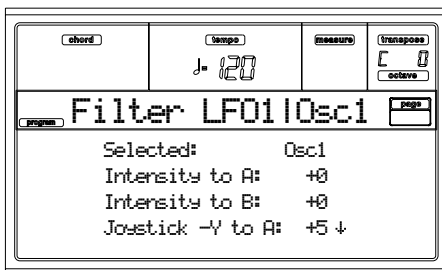 chord tempo measure transpose
♩= 120 C 0
octave
program Filter LFO1|Osc1 page
Selected: Osc1
Intensity to A: +0
Intensity to B: +0
Joystick -Y to A: +5 ↓